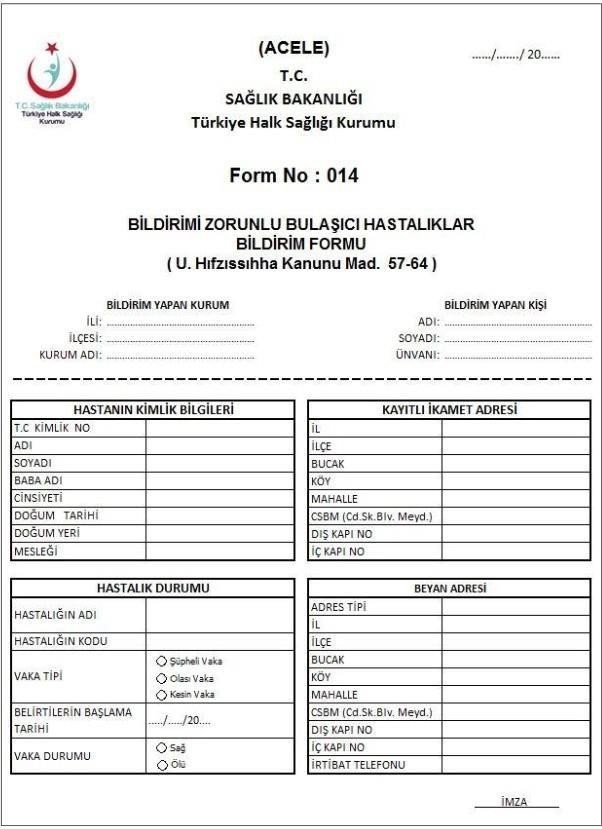 (ACELE)
……/……./ 20……
T.C.
SAĞLIK BAKANLIĞI
Türkiye Halk Sağlığı Kurumu
T.C. Sağlık Bakanlığı
Türkiye Halk Sağlığı
Kurumu
Form No : 014
BİLDİRİMİ ZORUNLU BULAŞICI HASTALIKLAR
BİLDİRİM FORMU
( U. Hıfzıssıhha Kanunu Mad. 57-64 )
BİLDİRİM YAPAN KURUM
İLİ: ……………………………………………
İLÇESİ: ……………………………………………
KURUM ADI: ……………………………………………
BİLDİRİM YAPAN KİŞİ
ADI: ……………………………………………
SOYADI: ……………………………………………
ÜNVANI: ……………………………………………
HASTANIN KİMLİK BİLGİLERİ
T.C KİMLİK NO
ADI
SOYADI
BABA ADI
CİNSİYETİ
DOĞUM TARİHİ
DOĞUM YERİ
MESLEĞİ
KAYITLI İKAMET ADRESİ
İL
İLÇE
BUCAK
KÖY
MAHALLE
CSBM (Cd.Sk.Blv. Meyd.)
DIŞ KAPI NO
İÇ KAPI NO
HASTALIK DURUMU
HASTALIĞIN ADI
HASTALIĞIN KODU
VAKA TİPİ
Şüpheli Vaka
Olası Vaka
Kesin Vaka
BELİRTİLERİN BAŞLAMA
TARİHİ
...../...../20....
VAKA DURUMU
Sağ
Ölü
BEYAN ADRESİ
ADRES TİPİ
İL
İLÇE
BUCAK
KÖY
MAHALLE
CSBM (Cd.Sk.Blv. Meyd.)
DIŞ KAPI NO
İÇ KAPI NO
İRTİBAT TELEFONU
İMZA